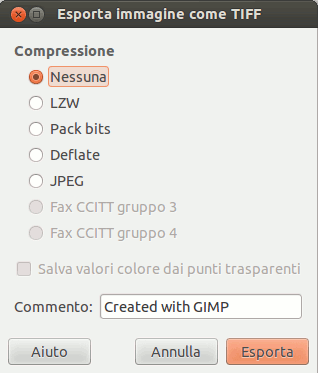 Esporta immagine come TIFF
Compressione
Nessuna
LZW
Pack bits
Deflate
JPEG
Fax CCITT gruppo 3
Fax CCITT gruppo 4
Salva valori colore dai punti trasparenti
Commento: Created with GIMP
Aiuto Annulla Esporta